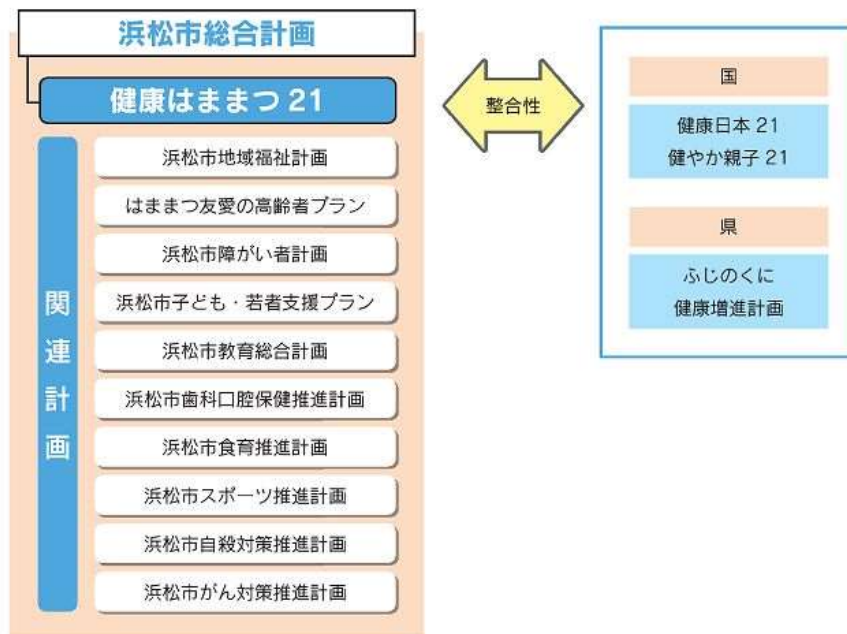 浜松市総合計画
健康はままつ 21
関連計画
浜松市地域福祉計画
はままつ友愛の高齢者プラン
浜松市障がい者計画
浜松市子ども・若者支援プラン
浜松市教育総合計画
浜松市歯科口腔保健推進計画
浜松市食育推進計画
浜松市スポーツ推進計画
浜松市自殺対策推進計画
浜松市がん対策推進計画
整合性
国
健康日本 21
健やか親子 21
県
ふじのくに
健康増進計画